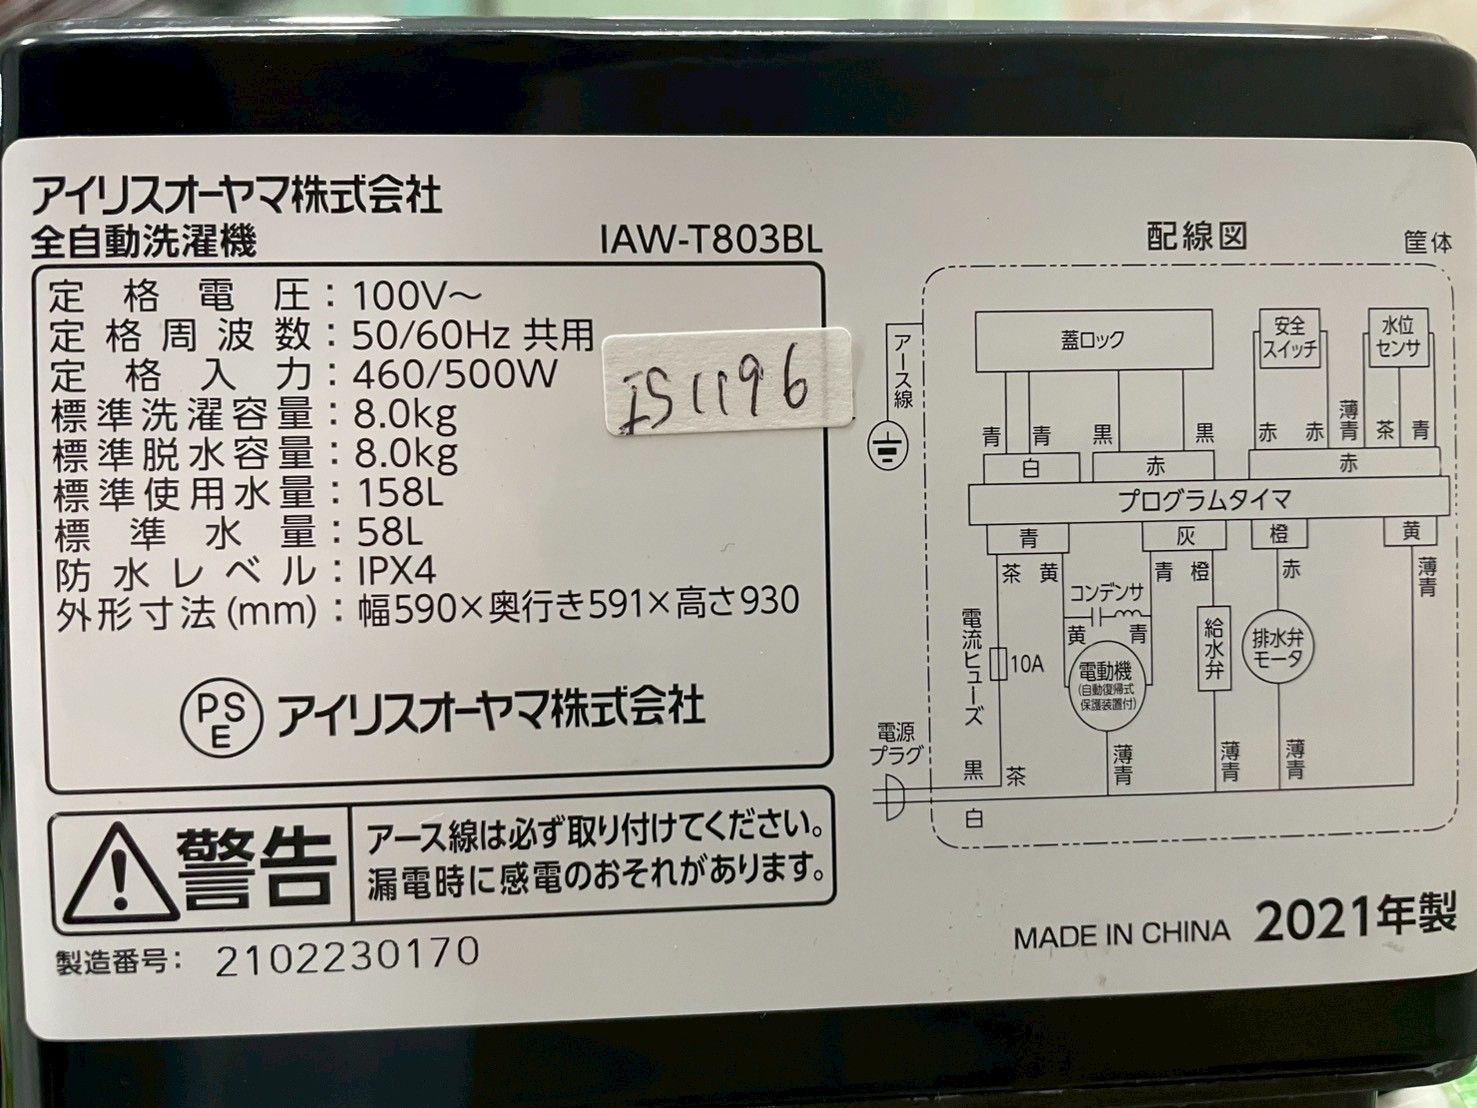 アイリスオーヤマ株式会社
全自動洗濯機 IAW-T803BL
定格電圧：100V～
定格周波数：50/60Hz 共用
定格入力：460/500W
標準洗濯容量：8.0kg
標準脱水容量：8.0kg
標準使用水量：158L
標準水量：58L
防水レベル：IPX4
外形寸法(mm)：幅590×奥行き591×高さ930
IS1196
PS
E
アイリスオーヤマ株式会社
警告
アース線は必ず取り付けてください。
漏電時に感電のおそれがあります。
製造番号： 2102230170
配線図
筐体
アース線
蓋ロック
安全
スイッチ
水位
センサ
青 青 黒 黒 赤 赤 薄青 茶 青
白 赤 赤
プログラムタイマ
青 灰 橙 黄
茶 黄 青 橙 赤 薄青
コンデンサ
黄 青
電流ヒューズ
10A
電動機
(自動復帰式
保護装置付)
給水弁
排水弁
モータ
電源
プラグ
黒 茶 薄青 薄青 薄青
白
MADE IN CHINA 2021年製